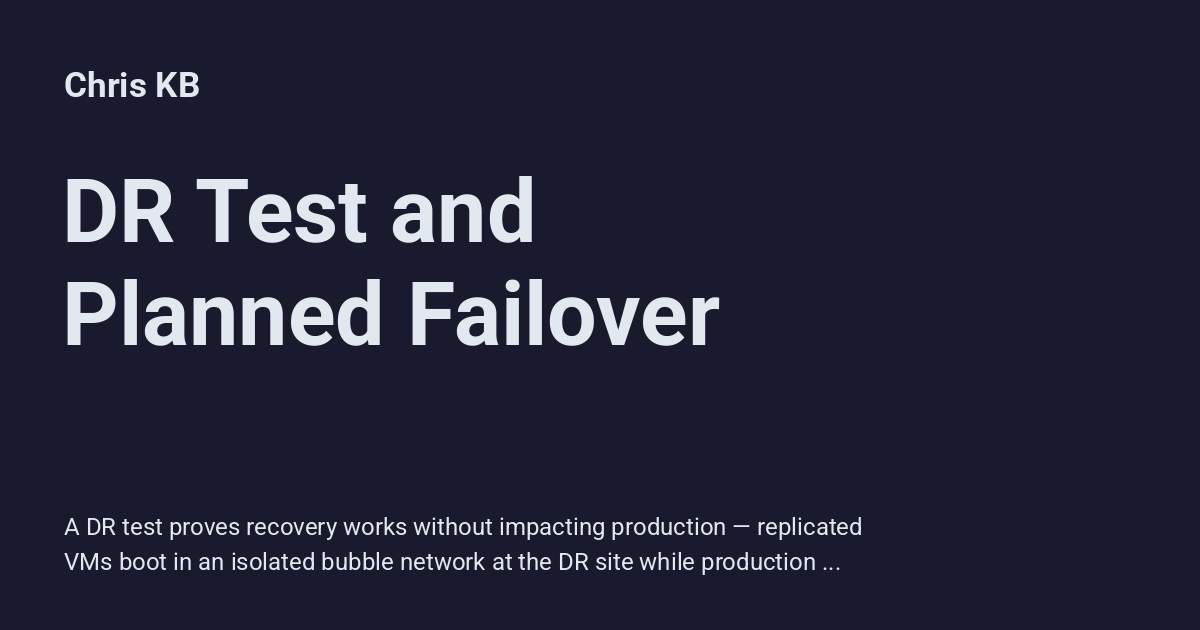 Chris KB
DR Test and
Planned Failover
A DR test proves recovery works without impacting production — replicated
VMs boot in an isolated bubble network at the DR site while production ...